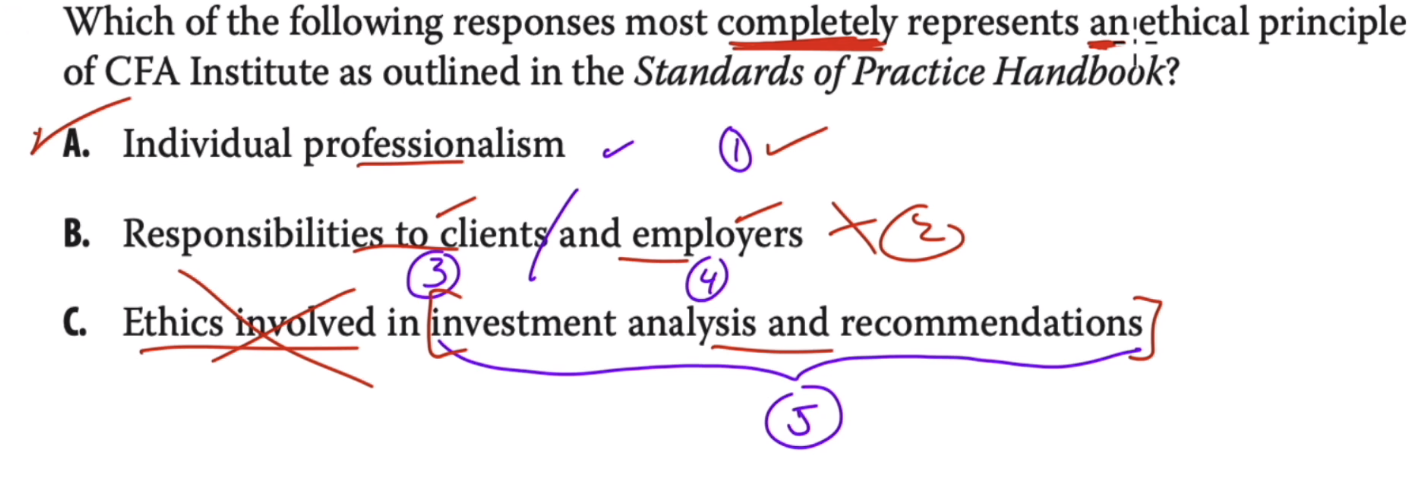 Which of the following responses most completely represents an ethical principle
of CFA Institute as outlined in the Standards of Practice Handbook?
A. Individual professionalism 1
B. Responsibilities to clients and employers 2
3 4
C. Ethics involved in investment analysis and recommendations
5